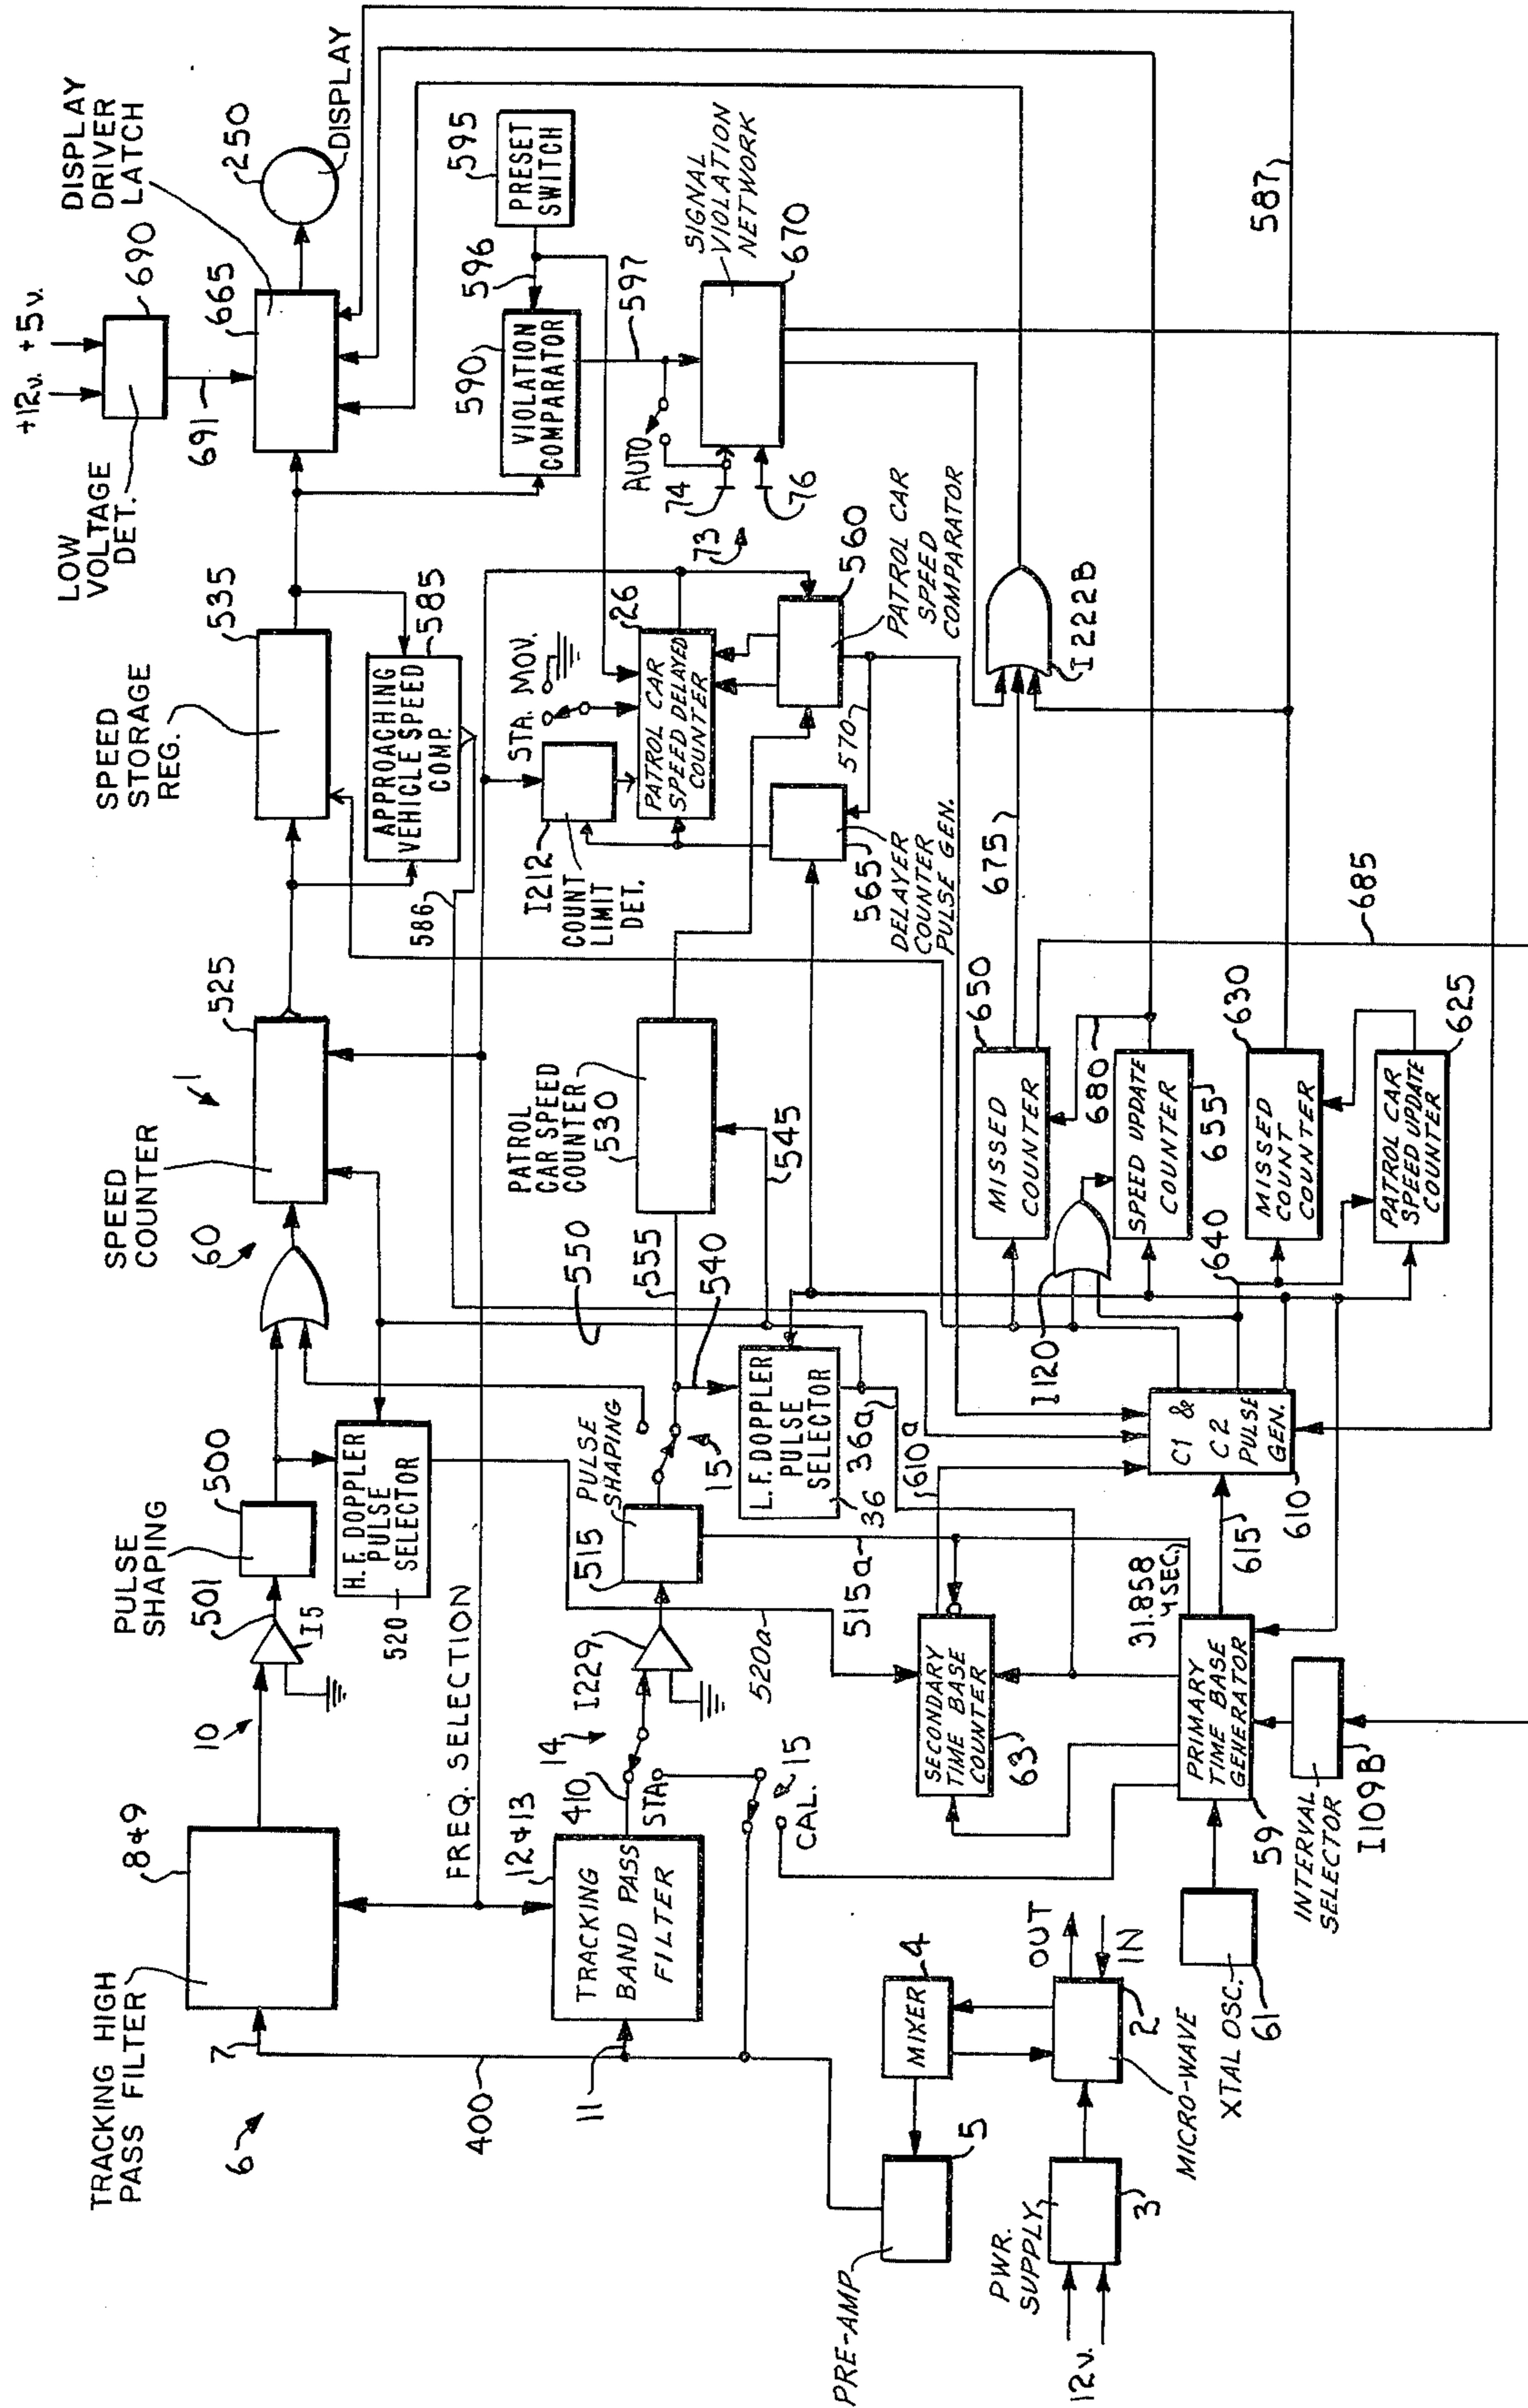 TRACKING HIGH
PASS FILTER
8&9
7
6
400
11
10
PULSE
SHAPING
501
500
I5
H.F. DOPPLER
PULSE
SELECTOR
520
60
SPEED
COUNTER
1
525
SPEED
STORAGE
REG.
535
APPROACHING
VEHICLE SPEED
COMP.
585
586
LOW
VOLTAGE
DET.
+12v.
+5v.
690
691
DISPLAY
DRIVER
LATCH
665
250
DISPLAY
FREQ. SELECTION
12&13
TRACKING
BAND PASS
FILTER
410
14
STA
15
CAL.
I229
515
PULSE
SHAPING
15
520a
515a
550
555
540
545
L.F. DOPPLER
PULSE
SELECTOR
36
36a
610a
PATROL
CAR SPEED
COUNTER
530
I212
COUNT
LIMIT
DET.
STA.
MOV.
PATROL CAR
SPEED DELAYED
COUNTER
26
565
DELAYER
COUNTER
PULSE GEN.
570
560
PATROL CAR
SPEED
COMPARATOR
590
VIOLATION
COMPARATOR
596
PRESET
SWITCH
595
597
AUTO
74
73
76
SIGNAL
VIOLATION
NETWORK
670
PRE-AMP
5
MIXER
4
PWR.
SUPPLY
12v.
3
MICRO-WAVE
2
OUT
IN
XTAL OSC.
61
SECONDARY
TIME BASE
COUNTER
63
31.858
PRIMARY
TIME BASE
GENERATOR
59
INTERVAL
SELECTOR
I109B
615
C1 &
C2
PULSE
GEN.
610
I120
640
MISSED
COUNTER
650
680
SPEED UPDATE
COUNTER
655
MISSED
COUNT
COUNTER
630
PATROL CAR
SPEED UPDATE
COUNTER
625
675
685
I222B
587